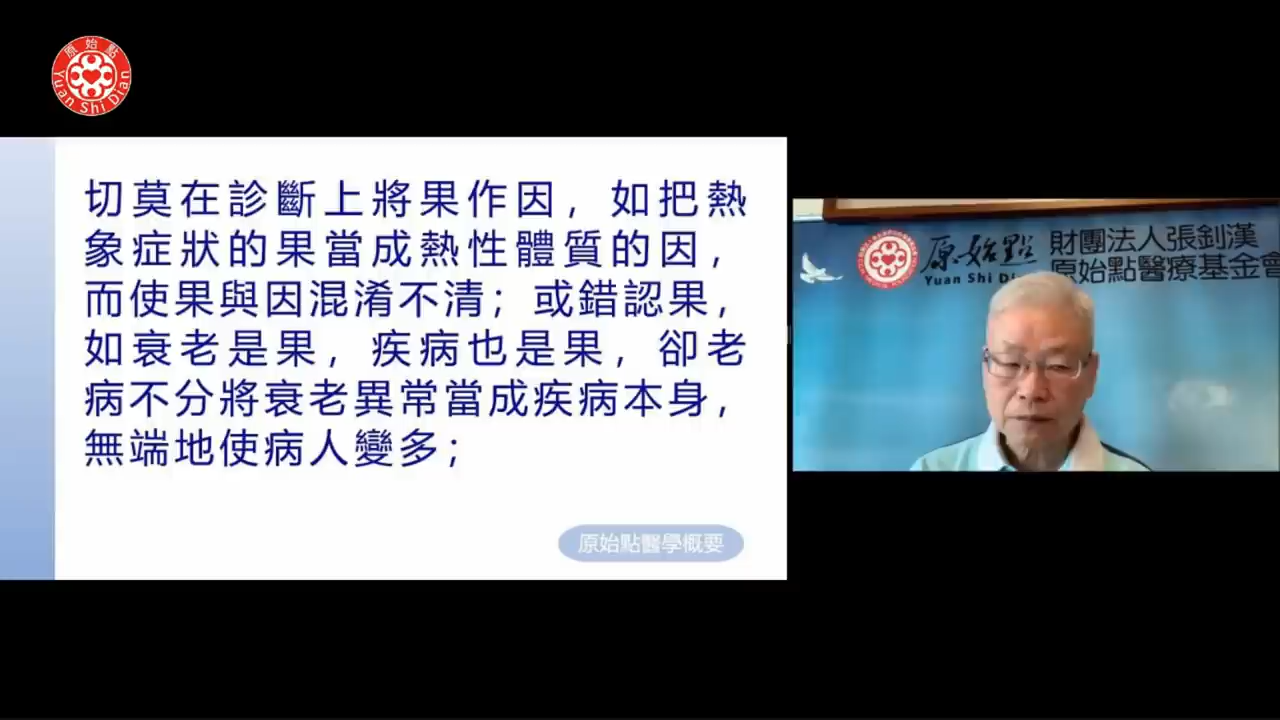 原始點
Yuan Shi Dian
切莫在診斷上將果作因，如把熱
象症狀的果當成熱性體質的因，
而使果與因混淆不清；或錯認果，
如衰老是果，疾病也是果，卻老
病不分將衰老異常當成疾病本身，
無端地使病人變多；
原始點醫學概要
原始點
Yuan Shi Di
財團法人張釗漢
原始點醫療基金會